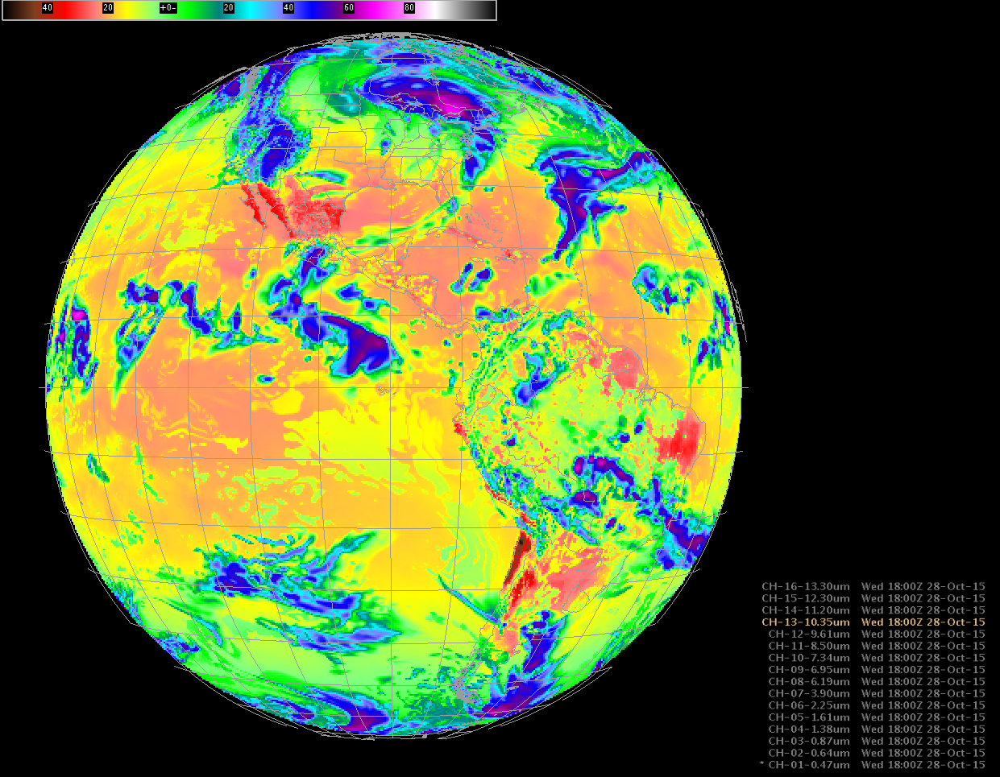 40 20 +0- 20 40 60 80
CH-16-13.30um Wed 18:00Z 28-Oct-15
CH-15-12.30um Wed 18:00Z 28-Oct-15
CH-14-11.20um Wed 18:00Z 28-Oct-15
CH-13-10.35um Wed 18:00Z 28-Oct-15
CH-12-9.61um Wed 18:00Z 28-Oct-15
CH-11-8.50um Wed 18:00Z 28-Oct-15
CH-10-7.34um Wed 18:00Z 28-Oct-15
CH-09-6.95um Wed 18:00Z 28-Oct-15
CH-08-6.19um Wed 18:00Z 28-Oct-15
CH-07-3.90um Wed 18:00Z 28-Oct-15
CH-06-2.25um Wed 18:00Z 28-Oct-15
CH-05-1.61um Wed 18:00Z 28-Oct-15
CH-04-1.38um Wed 18:00Z 28-Oct-15
CH-03-0.87um Wed 18:00Z 28-Oct-15
CH-02-0.64um Wed 18:00Z 28-Oct-15
* CH-01-0.47um Wed 18:00Z 28-Oct-15